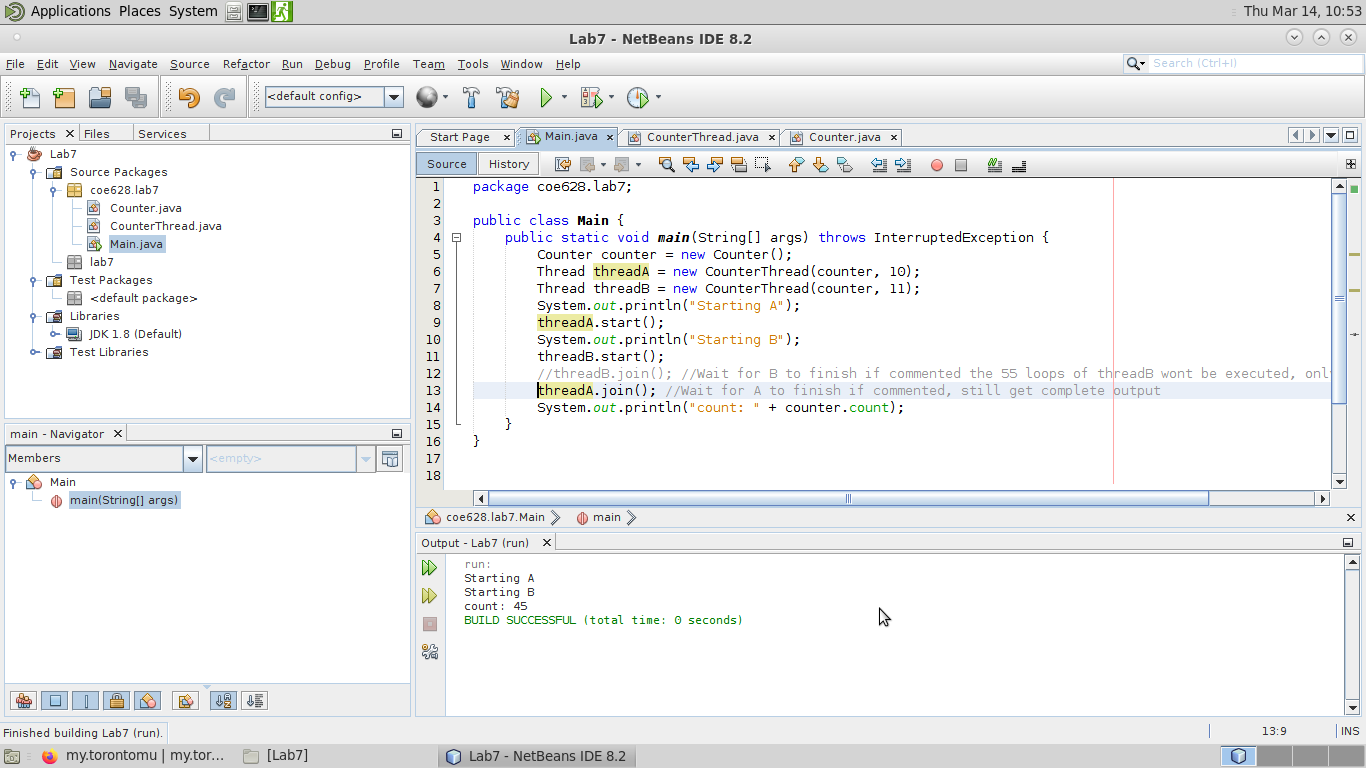 Applications Places System
Thu Mar 14, 10:53
Lab7 - NetBeans IDE 8.2
File Edit View Navigate Source Refactor Run Debug Profile Team Tools Window Help
Search (Ctrl+I)
<default config>
Projects Files Services
Lab7
Source Packages
coe628.lab7
Counter.java
CounterThread.java
Main.java
lab7
Test Packages
<default package>
Libraries
JDK 1.8 (Default)
Test Libraries
main - Navigator
Members
<empty>
Main
main(String[] args)
Start Page Main.java CounterThread.java Counter.java
Source History
1 package coe628.lab7;
2
3 public class Main {
4 public static void main(String[] args) throws InterruptedException {
5 Counter counter = new Counter();
6 Thread threadA = new CounterThread(counter, 10);
7 Thread threadB = new CounterThread(counter, 11);
8 System.out.println("Starting A");
9 threadA.start();
10 System.out.println("Starting B");
11 threadB.start();
12 //threadB.join(); //Wait for B to finish if commented the 55 loops of threadB wont be executed, onl
13 threadA.join(); //Wait for A to finish if commented, still get complete output
14 System.out.println("count: " + counter.count);
15 }
16 }
17
18
coe628.lab7.Main main
Output - Lab7 (run)
run:
Starting A
Starting B
count: 45
BUILD SUCCESSFUL (total time: 0 seconds)
Finished building Lab7 (run).
13:9 INS
my.torontomu | my.tor... [Lab7] Lab7 - NetBeans IDE 8.2